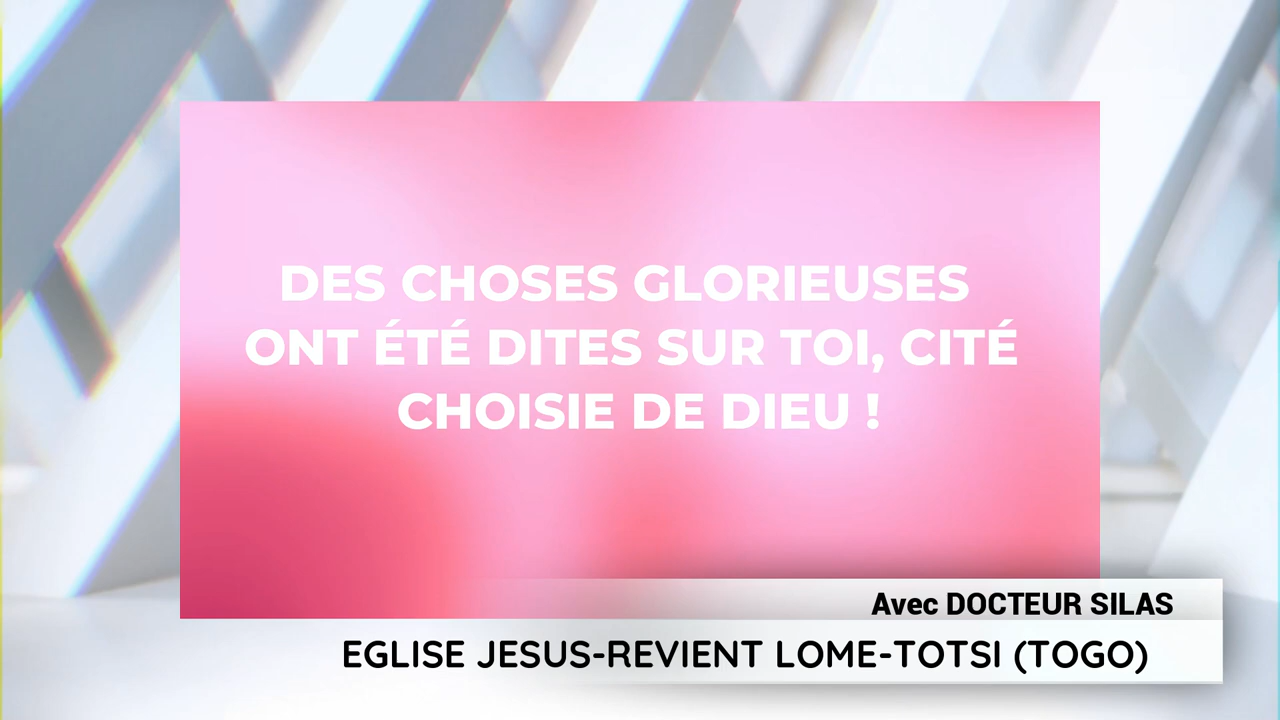 DES CHOSES GLORIEUSES
ONT ÉTÉ DITES SUR TOI, CITÉ
CHOISIE DE DIEU !
Avec DOCTEUR SILAS
EGLISE JESUS-REVIENT LOME-TOTSI (TOGO)